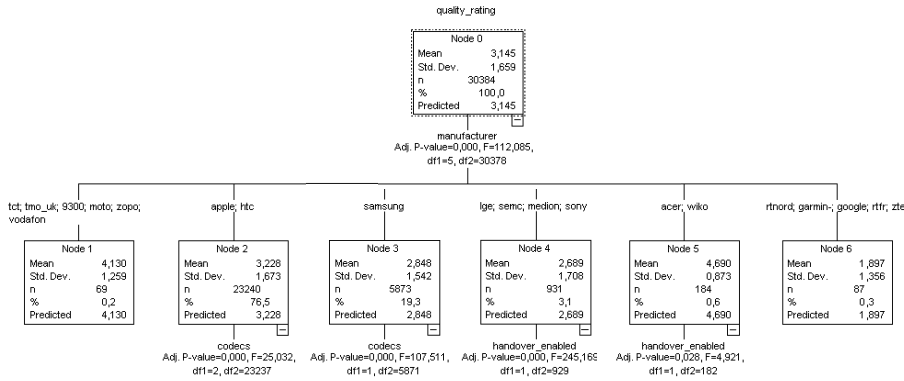 quality_rating
Node 0
Mean 3,145
Std. Dev. 1,659
n 30384
% 100,0
Predicted 3,145
manufacturer
Adj. P-value=0,000, F=112,085,
df1=5, df2=30378
tct; tmo_uk; 9300; moto; zopo;
vodafon
Node 1
Mean 4,130
Std. Dev. 1,259
n 69
% 0,2
Predicted 4,130
apple; htc
Node 2
Mean 3,228
Std. Dev. 1,673
n 23240
% 76,5
Predicted 3,228
codecs
Adj. P-value=0,000, F=25,032,
df1=2, df2=23237
samsung
Node 3
Mean 2,848
Std. Dev. 1,542
n 5873
% 19,3
Predicted 2,848
codecs
Adj. P-value=0,000, F=107,511,
df1=1, df2=5871
lge; semc; medion; sony
Node 4
Mean 2,689
Std. Dev. 1,708
n 931
% 3,1
Predicted 2,689
handover_enabled
Adj. P-value=0,000, F=245,169
df1=1, df2=929
acer; wiko
Node 5
Mean 4,690
Std. Dev. 0,873
n 184
% 0,6
Predicted 4,690
handover_enabled
Adj. P-value=0,028, F=4,921,
df1=1, df2=182
rtnord; garmin-; google; rtfr; zte
Node 6
Mean 1,897
Std. Dev. 1,356
n 87
% 0,3
Predicted 1,897